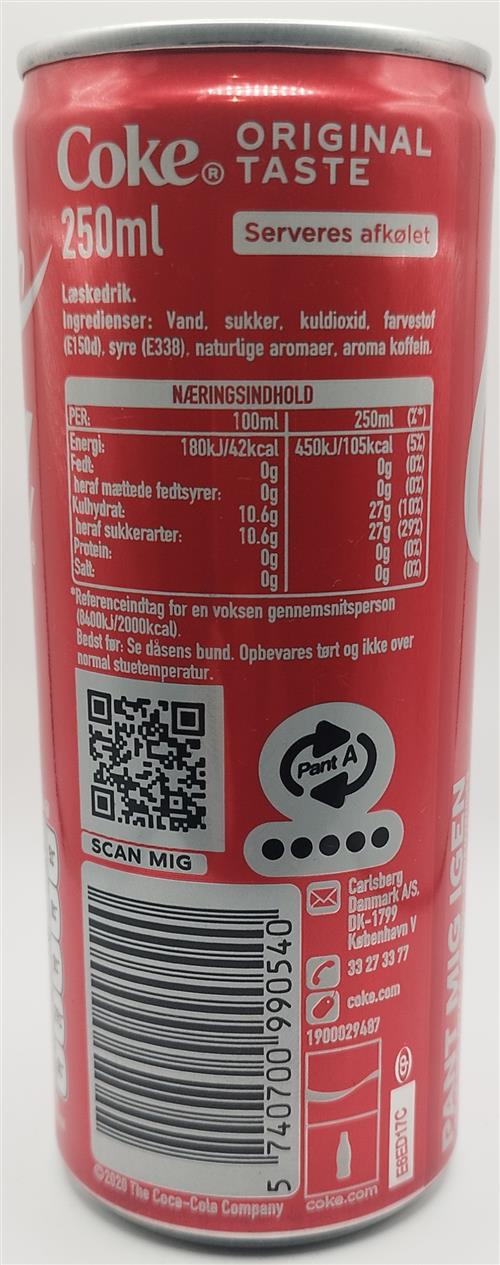 Coke® ORIGINAL TASTE
250ml
Serveres afkølet
Læskedrik.
Ingredienser: Vand, sukker, kuldioxid, farvestof
(E150d), syre (E338), naturlige aromaer, aroma koffein.
NÆRINGSINDHOLD
PER: 100ml 250ml (%*)
Energi: 180kJ/42kcal 450kJ/105kcal (5%)
Fedt: 0g 0g (0%)
heraf mættede fedtsyrer: 0g 0g (0%)
Kulhydrat: 10.6g 27g (10%)
heraf sukkerarter: 10.6g 27g (29%)
Protein: 0g 0g (0%)
Salt: 0g 0g (0%)
*Referenceindtag for en voksen gennemsnitsperson
(8400kJ/2000kcal).
Bedst før: Se dåsens bund. Opbevares tørt og ikke over
normal stuetemperatur.
SCAN MIG
Pant A
Carlsberg
Danmark A/S.
DK-1799
København V
33 27 33 77
coke.com
1900029487
5 740700 990540
E6ED17C
coke.com
©2020 The Coca-Cola Company
PANT MIG IGEN